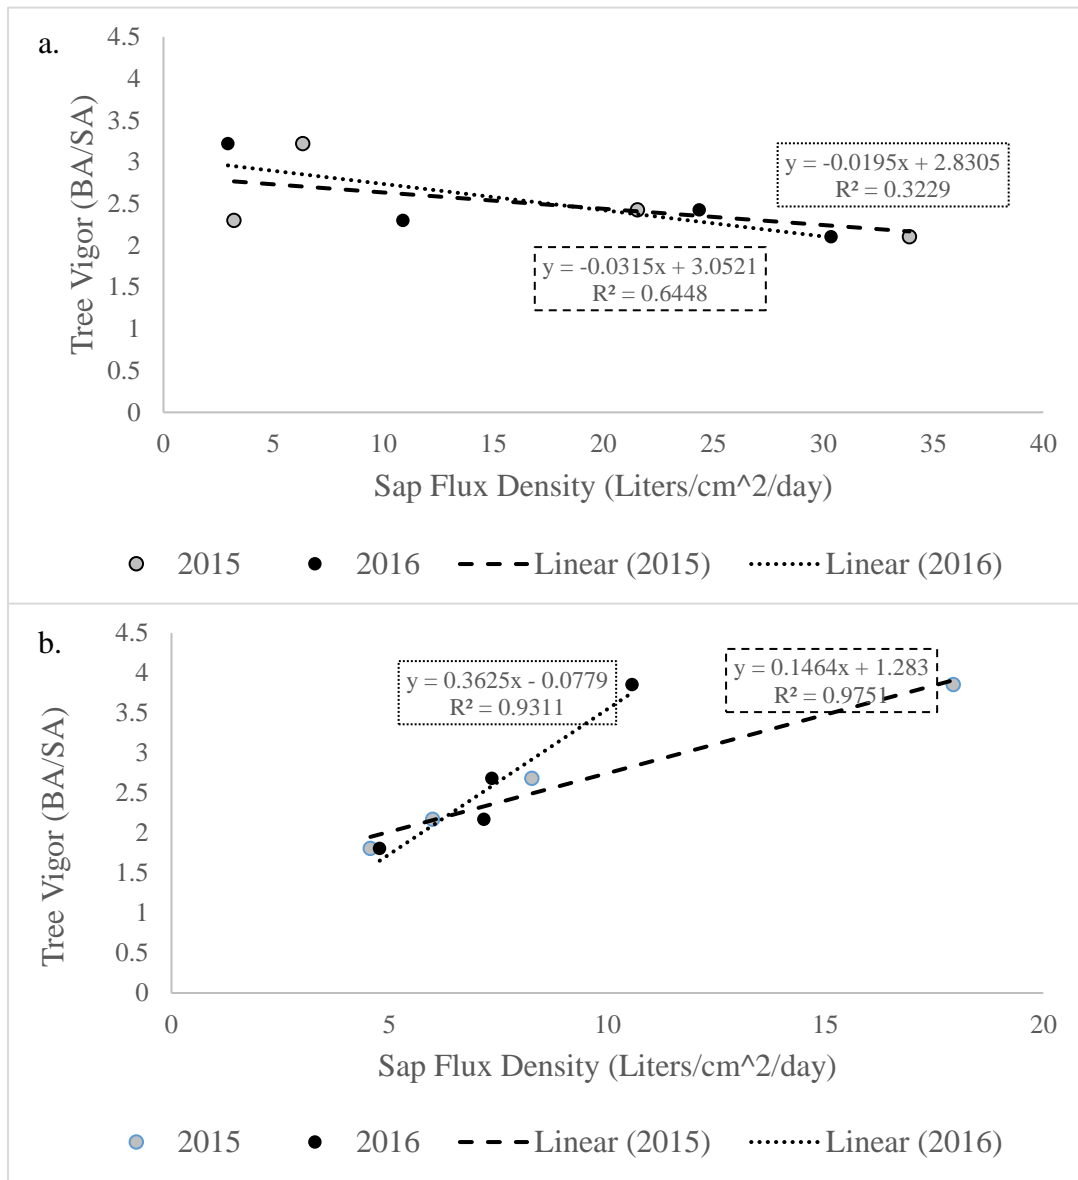 a.
4.5
4
3.5
3
2.5
2
1.5
1
0.5
0
Tree Vigor (BA/SA)
y = -0.0195x + 2.8305
R² = 0.3229
y = -0.0315x + 3.0521
R² = 0.6448
0 5 10 15 20 25 30 35 40
Sap Flux Density (Liters/cm^2/day)
2015 2016 Linear (2015) Linear (2016)
b.
4.5
4
3.5
3
2.5
2
1.5
1
0.5
0
Tree Vigor (BA/SA)
y = 0.3625x - 0.0779
R² = 0.9311
y = 0.1464x + 1.283
R² = 0.9751
0 5 10 15 20
Sap Flux Density (Liters/cm^2/day)
2015 2016 Linear (2015) Linear (2016)